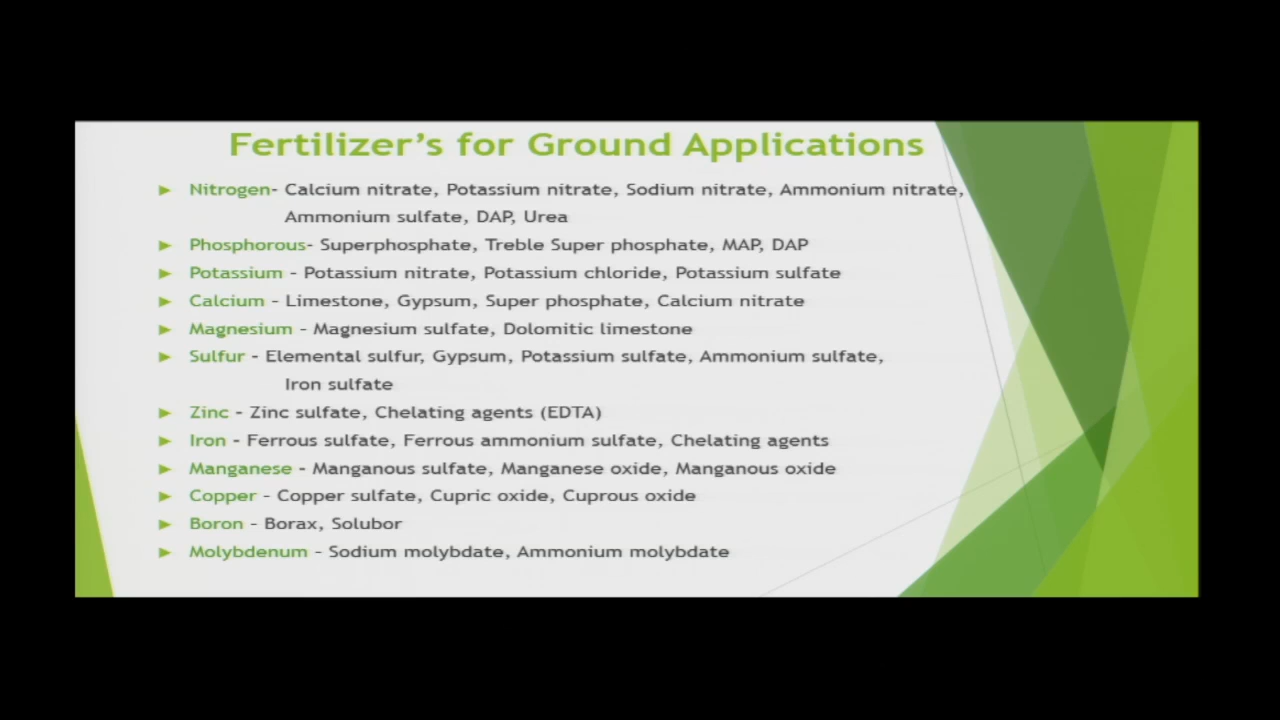 Fertilizer's for Ground Applications
Nitrogen- Calcium nitrate, Potassium nitrate, Sodium nitrate, Ammonium nitrate,
Ammonium sulfate, DAP, Urea
Phosphorous- Superphosphate, Treble Super phosphate, MAP, DAP
Potassium – Potassium nitrate, Potassium chloride, Potassium sulfate
Calcium – Limestone, Gypsum, Super phosphate, Calcium nitrate
Magnesium – Magnesium sulfate, Dolomitic limestone
Sulfur - Elemental sulfur, Gypsum, Potassium sulfate, Ammonium sulfate,
Iron sulfate
Zinc – Zinc sulfate, Chelating agents (EDTA)
Iron – Ferrous sulfate, Ferrous ammonium sulfate, Chelating agents
Manganese - Manganous sulfate, Manganese oxide, Manganous oxide
Copper – Copper sulfate, Cupric oxide, Cuprous oxide
Boron – Borax, Solubor
Molybdenum – Sodium molybdate, Ammonium molybdate